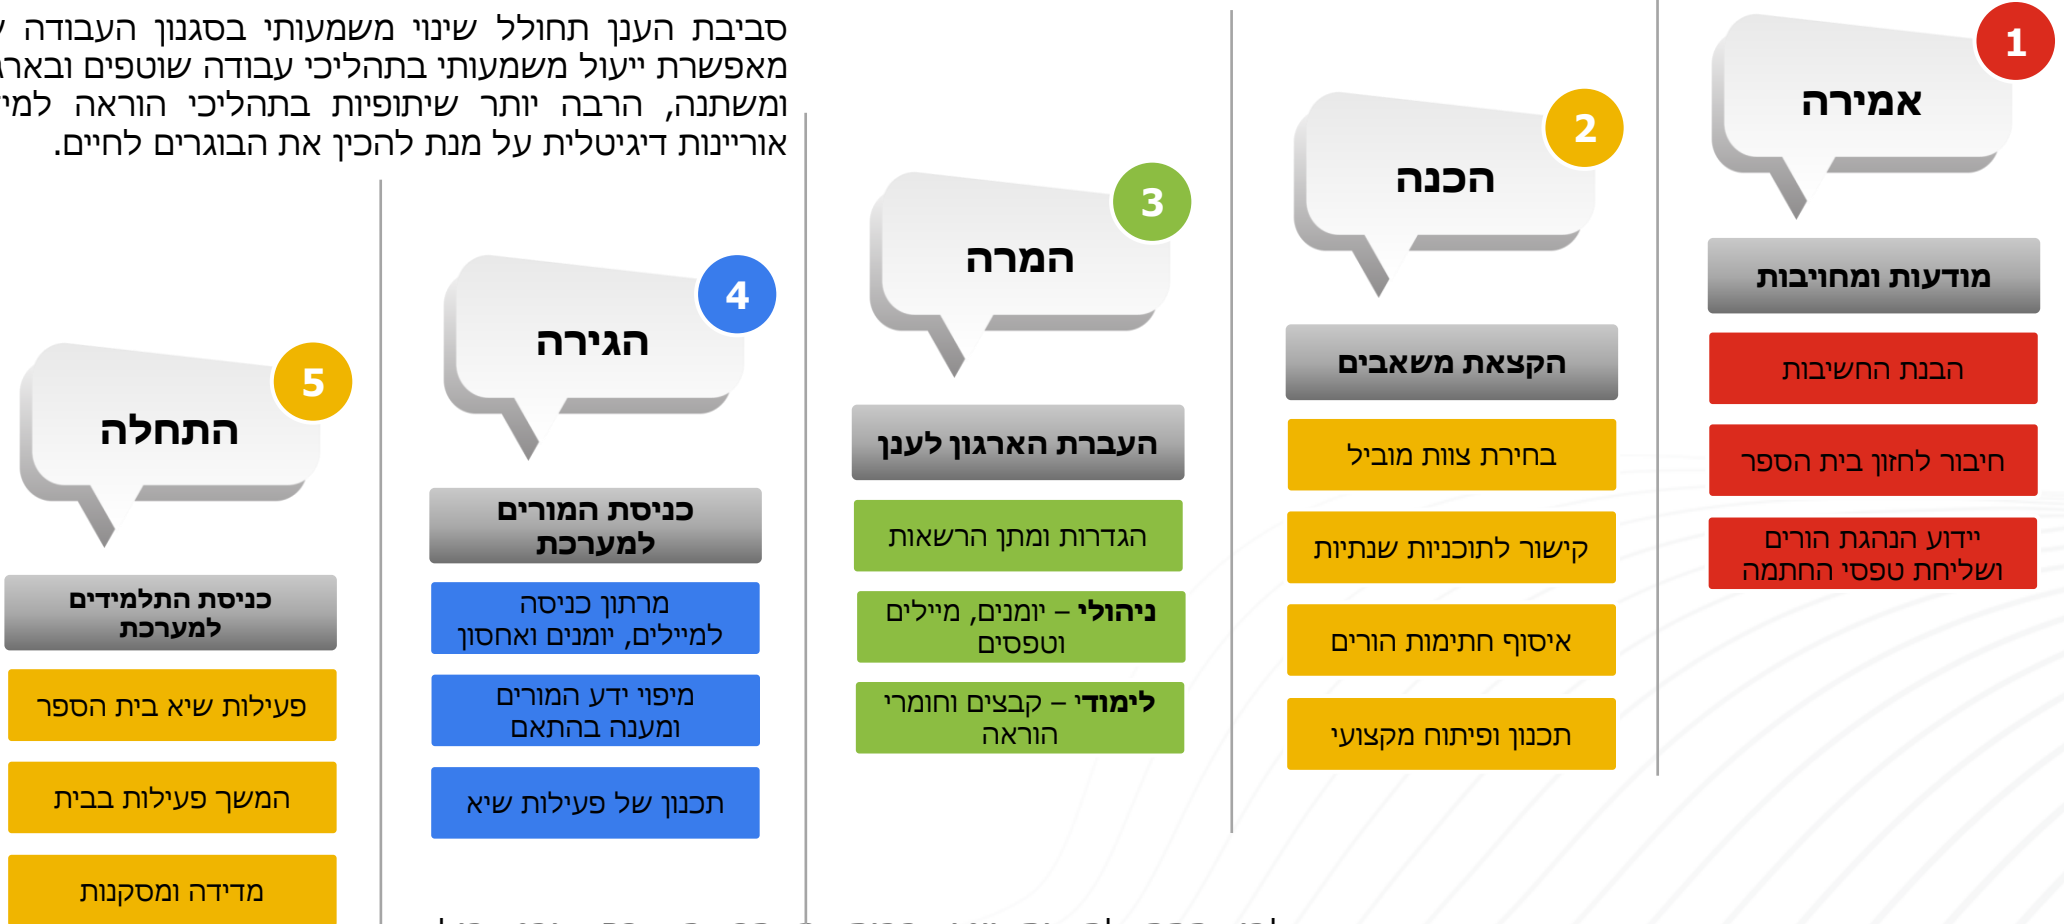 סביבת הענן תחולל שינוי משמעותי בסגנון העבודה
מאפשרת ייעול משמעותי בתהליכי עבודה שוטפים
ומשתנה, הרבה יותר שיתופיות בתהליכי הוראה
אוריינות דיגיטלית על מנת להכין את הבוגרים לחיים.
1
אמירה
מודעות ומחויבות
הבנת החשיבות
חיבור לחזון בית הספר
יידוע הנהגת הורים
ושליחת טפסי החתמה
2
הכנה
הקצאת משאבים
בחירת צוות מוביל
קישור לתוכניות שנתיות
איסוף חתימות הורים
תכנון ופיתוח מקצועי
3
המרה
העברת הארגון לענן
הגדרות ומתן הרשאות
ניהולי – יומנים, מיילים
וטפסים
לימודי – קבצים וחומרי
הוראה
4
הגירה
כניסת המורים
למערכת
מרתון כניסה
למיילים, יומנים ואחסון
מיפוי ידע המורים
ומענה בהתאם
תכנון של פעילות שיא
5
התחלה
כניסת התלמידים
למערכת
פעילות שיא בית הספר
המשך פעילות בבית
מדידה ומסקנות